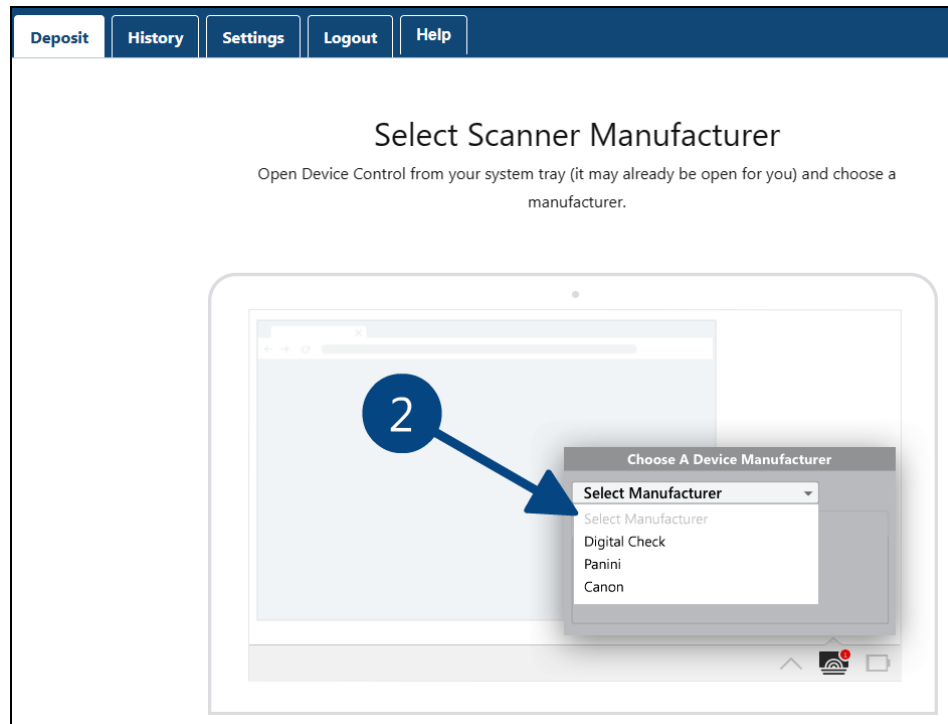 Deposit History Settings Logout Help
Select Scanner Manufacturer
Open Device Control from your system tray (it may already be open for you) and choose a
manufacturer.
2
Choose A Device Manufacturer
Select Manufacturer
Select Manufacturer
Digital Check
Panini
Canon